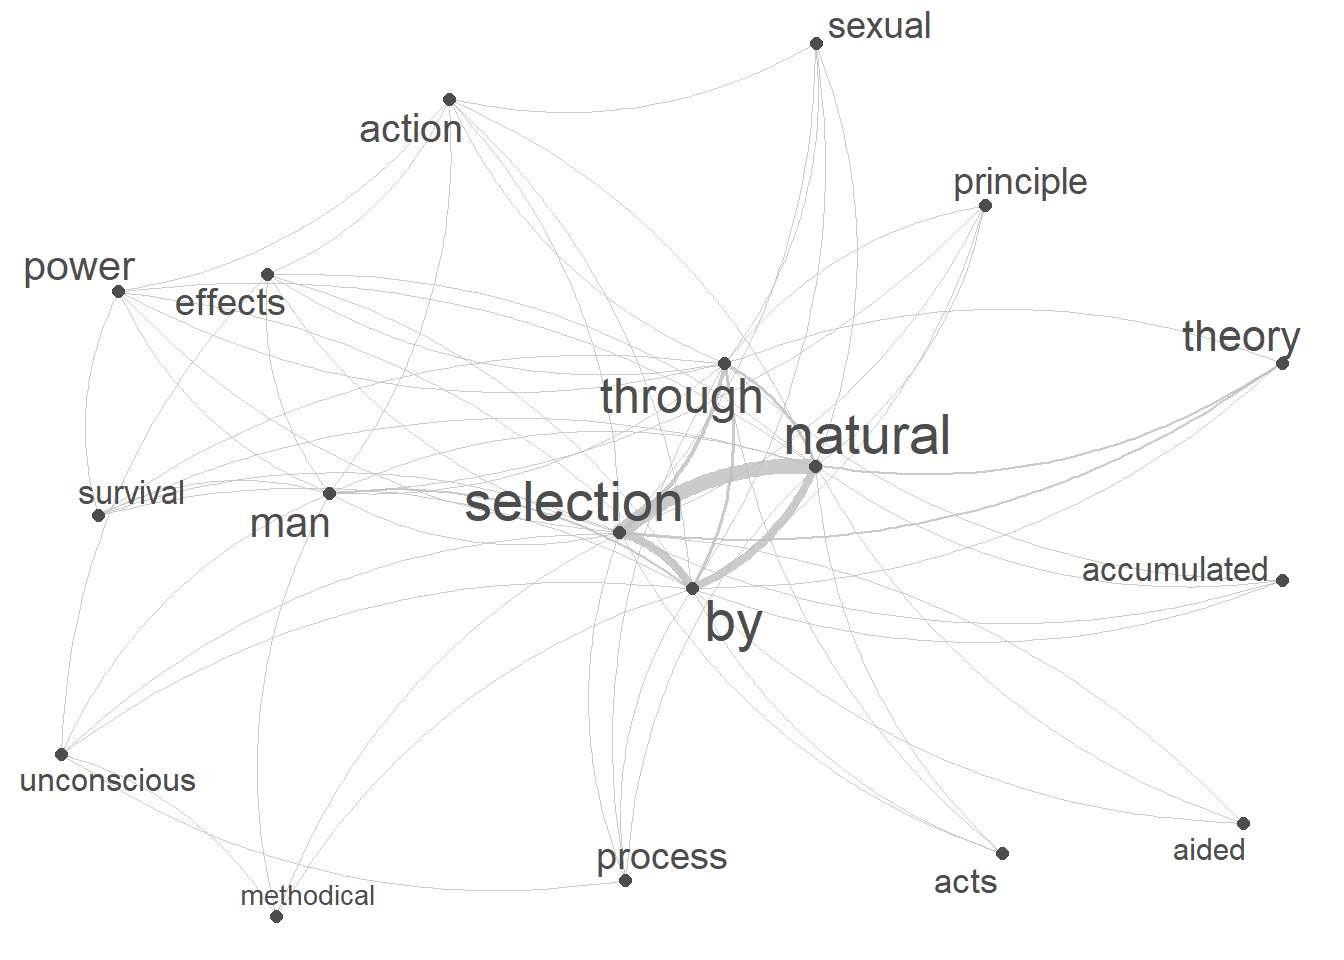 sexual
action
principle
power
effects
theory
through
natural
survival
selection
man
accumulated
by
unconscious
process
aided
acts
methodical